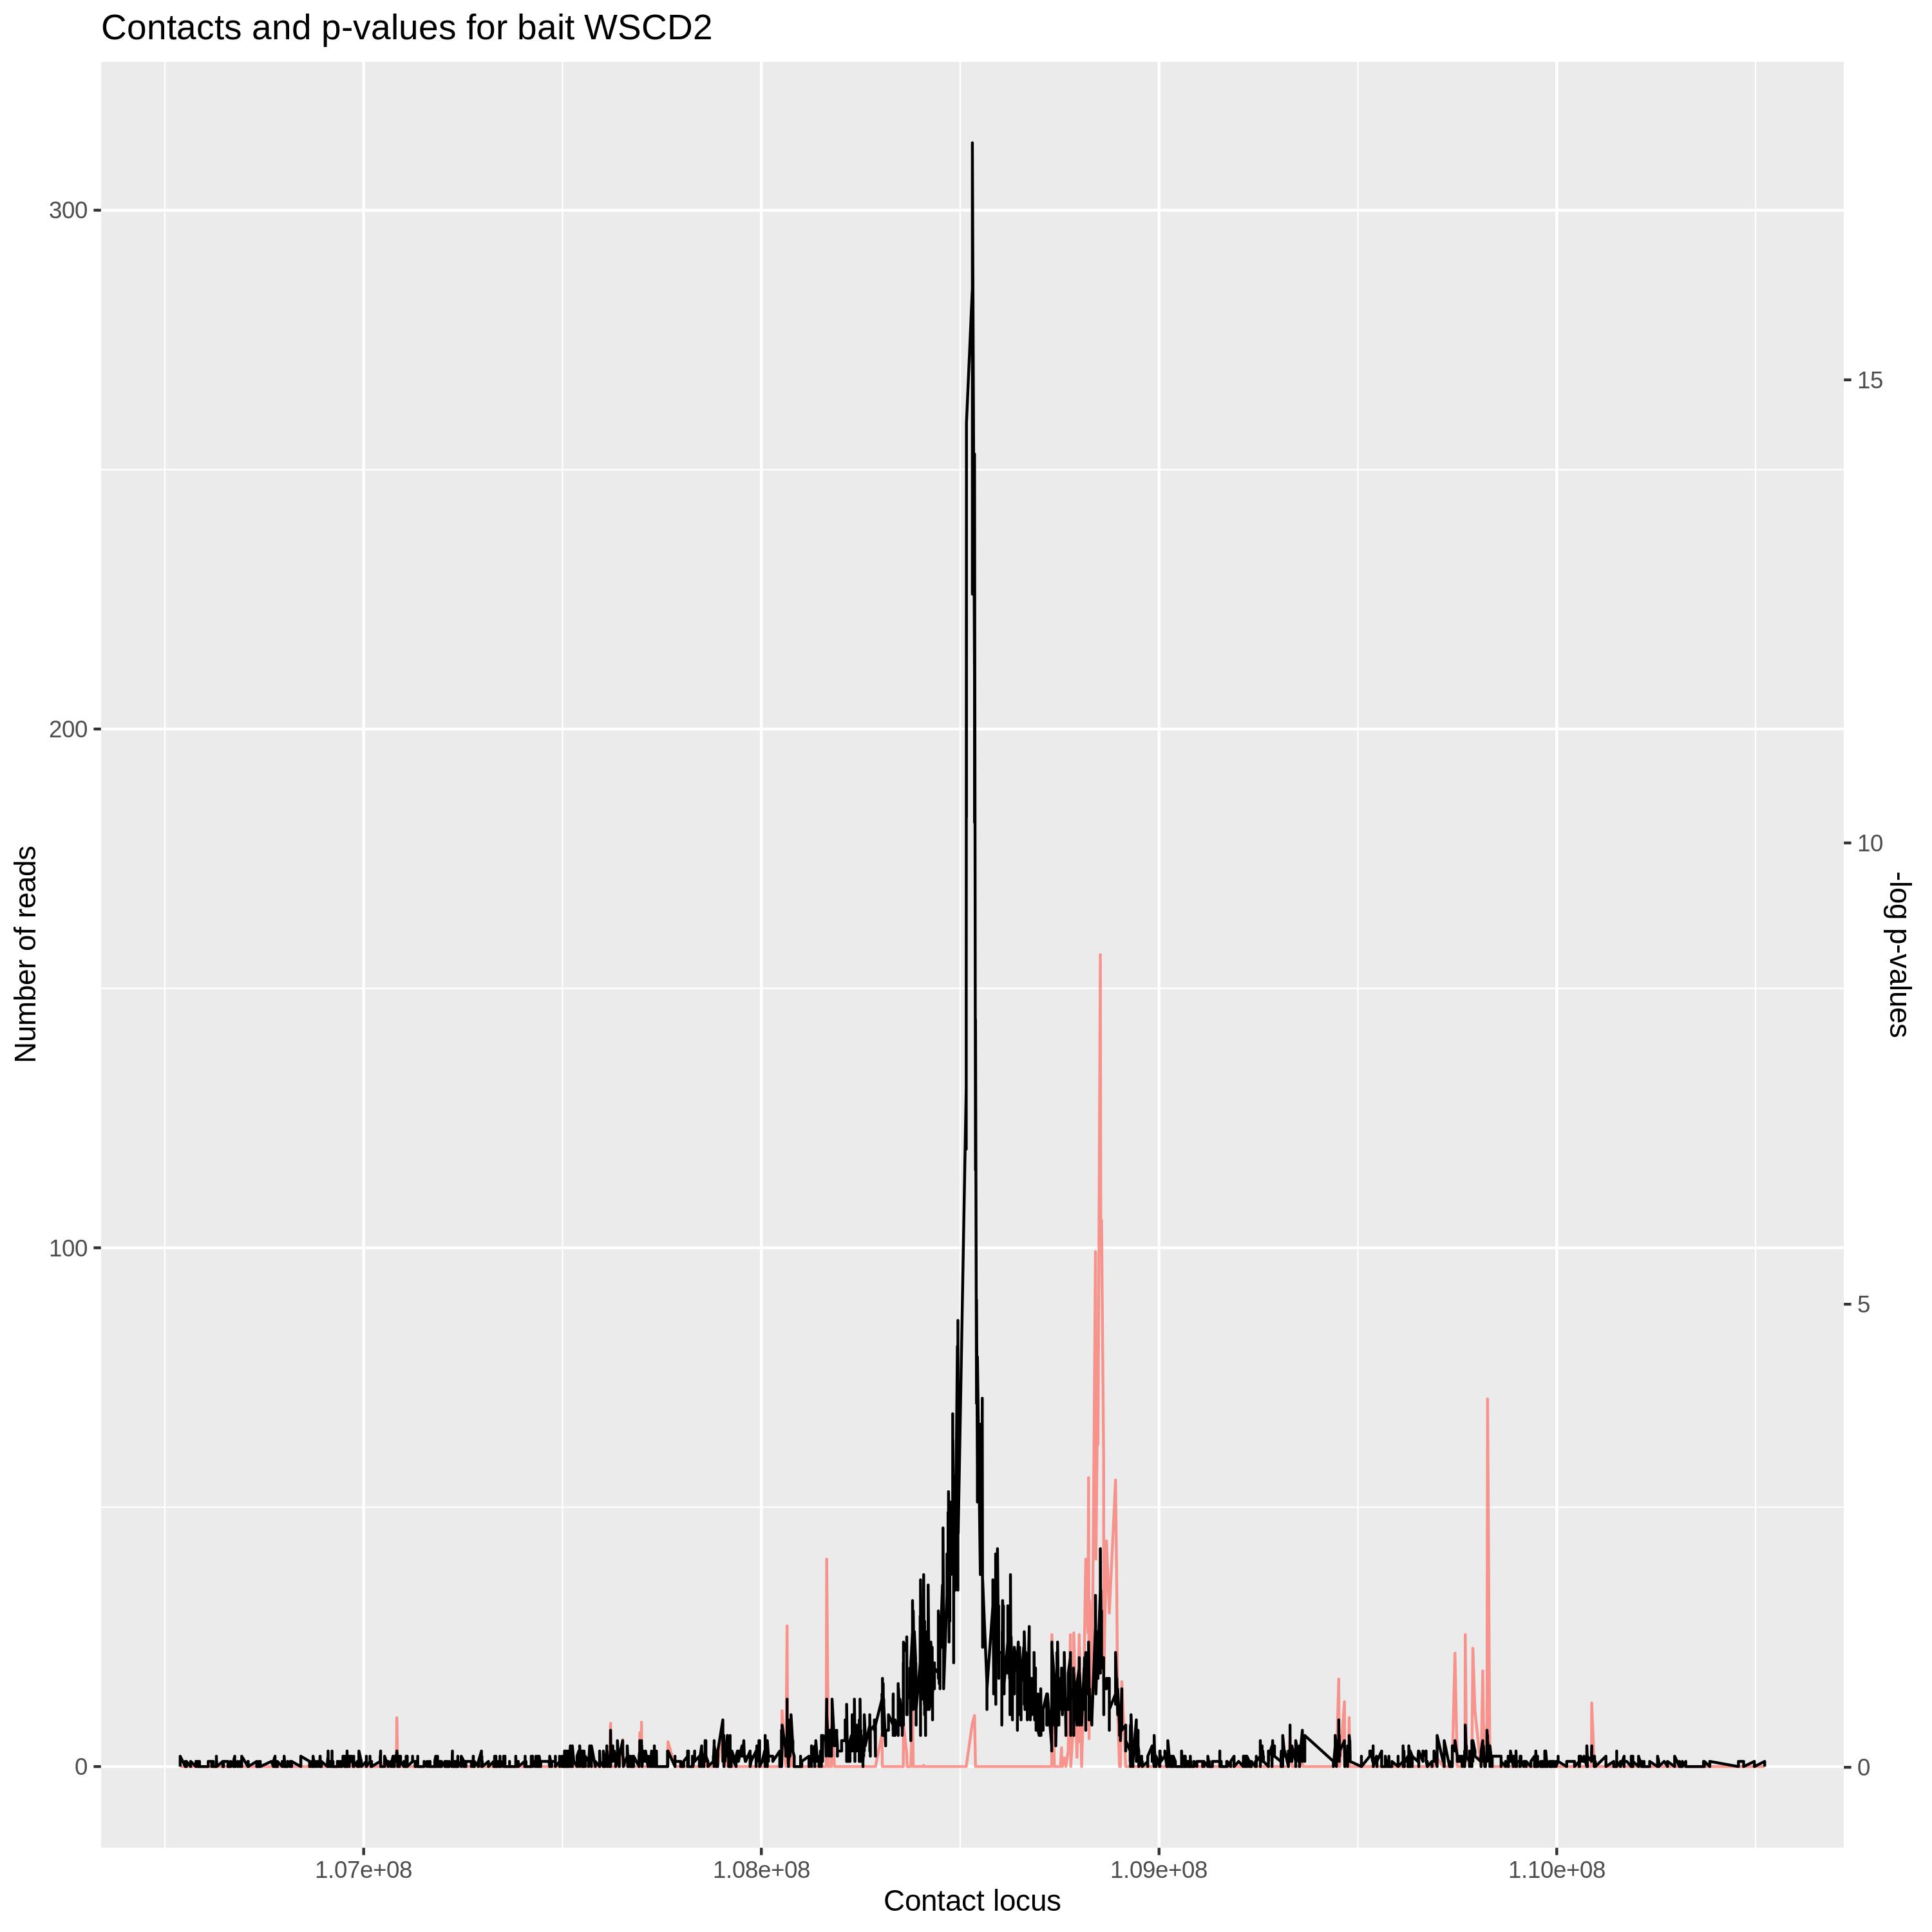 Contacts and p-values for bait WSCD2
Number of reads
300
200
100
0
15
10
5
0
-log p-values
1.07e+08
1.08e+08
1.09e+08
1.10e+08
Contact locus